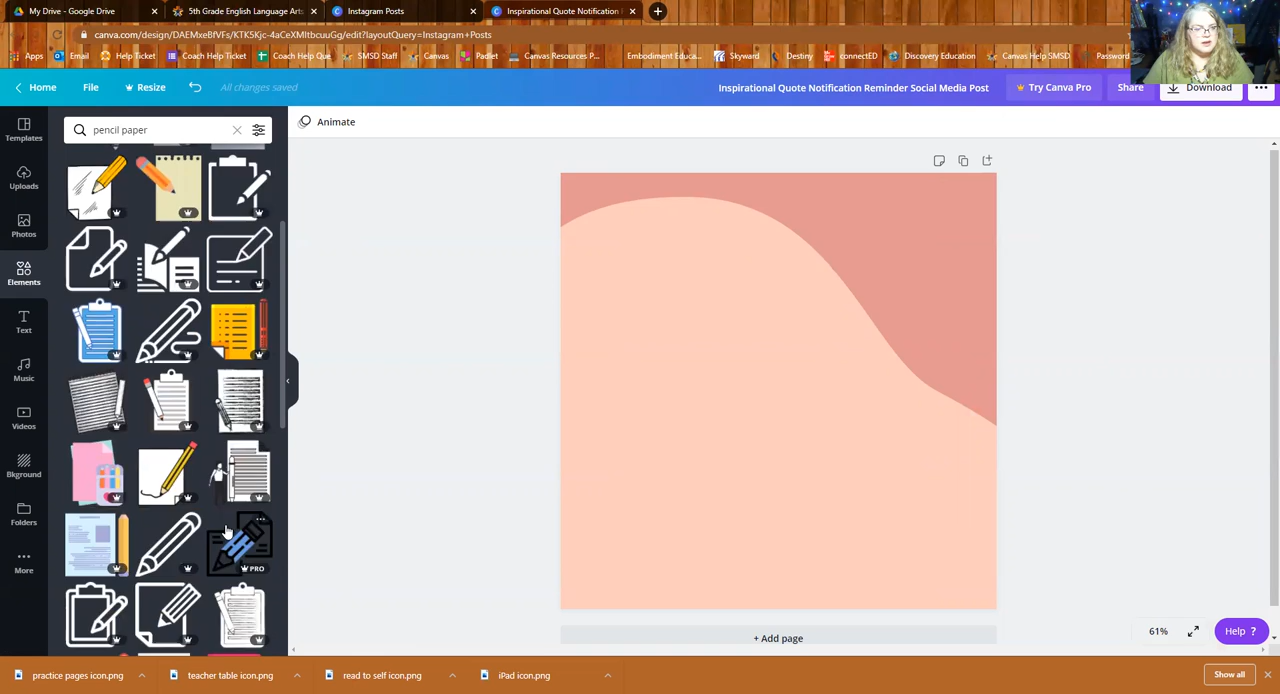 My Drive - Google Drive
5th Grade English Language Arts
Instagram Posts
Inspirational Quote Notification
canva.com/design/DAEMxeBfVFs/KTK5Kjc-4aCeXMItbcuuGg/edit?layoutQuery=Instagram+Posts
Apps
Email
Help Ticket
Coach Help Ticket
Coach Help Que...
SMSD Staff
Canvas
Padlet
Canvas Resources P...
Embodiment Educa...
Skyward
Destiny
connectED
Discovery Education
Canvas Help SMSD
Password
Home
File
Resize
All changes saved
Inspirational Quote Notification Reminder Social Media Post
Try Canva Pro
Share
Download
Templates
Uploads
Photos
Elements
Text
Music
Videos
Bkground
Folders
More
pencil paper
PRO
Animate
+ Add page
61%
Help ?
practice pages icon.png
teacher table icon.png
read to self icon.png
iPad icon.png
Show all